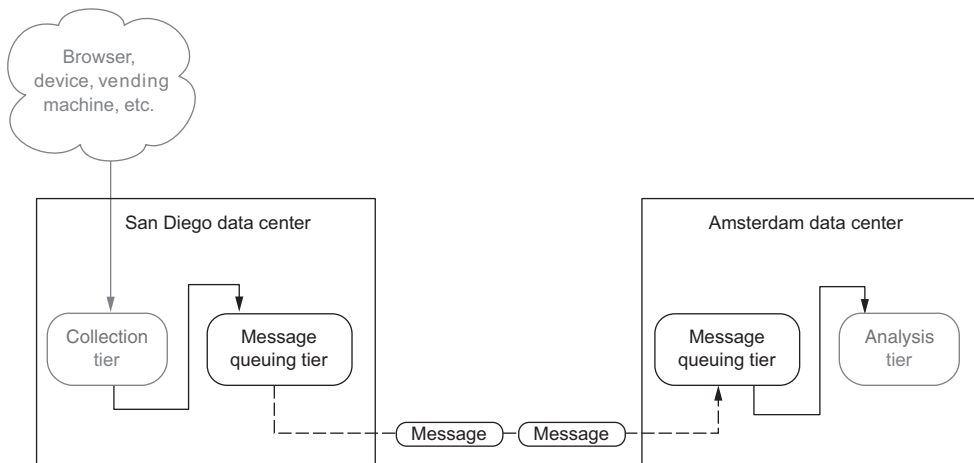 Browser,
device, vending
machine, etc.
San Diego data center
Amsterdam data center
Collection
tier
Message
queuing tier
Message
queuing tier
Analysis
tier
Message
Message